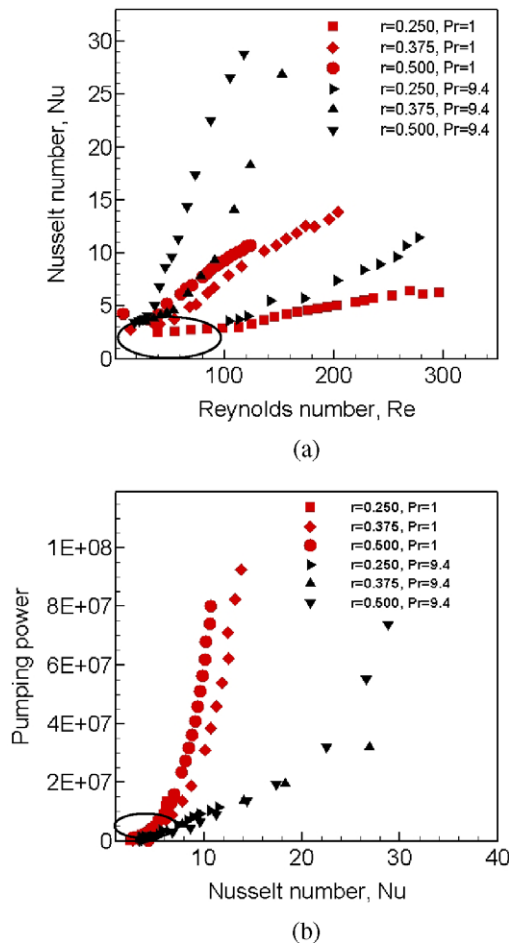 30
25
20
15
10
5
0
100
200
300
Nusselt number, Nu
Reynolds number, Re
r=0.250, Pr=1
r=0.375, Pr=1
r=0.500, Pr=1
r=0.250, Pr=9.4
r=0.375, Pr=9.4
r=0.500, Pr=9.4
(a)
1E+08
8E+07
6E+07
4E+07
2E+07
0
10
20
30
40
Pumping power
Nusselt number, Nu
r=0.250, Pr=1
r=0.375, Pr=1
r=0.500, Pr=1
r=0.250, Pr=9.4
r=0.375, Pr=9.4
r=0.500, Pr=9.4
(b)